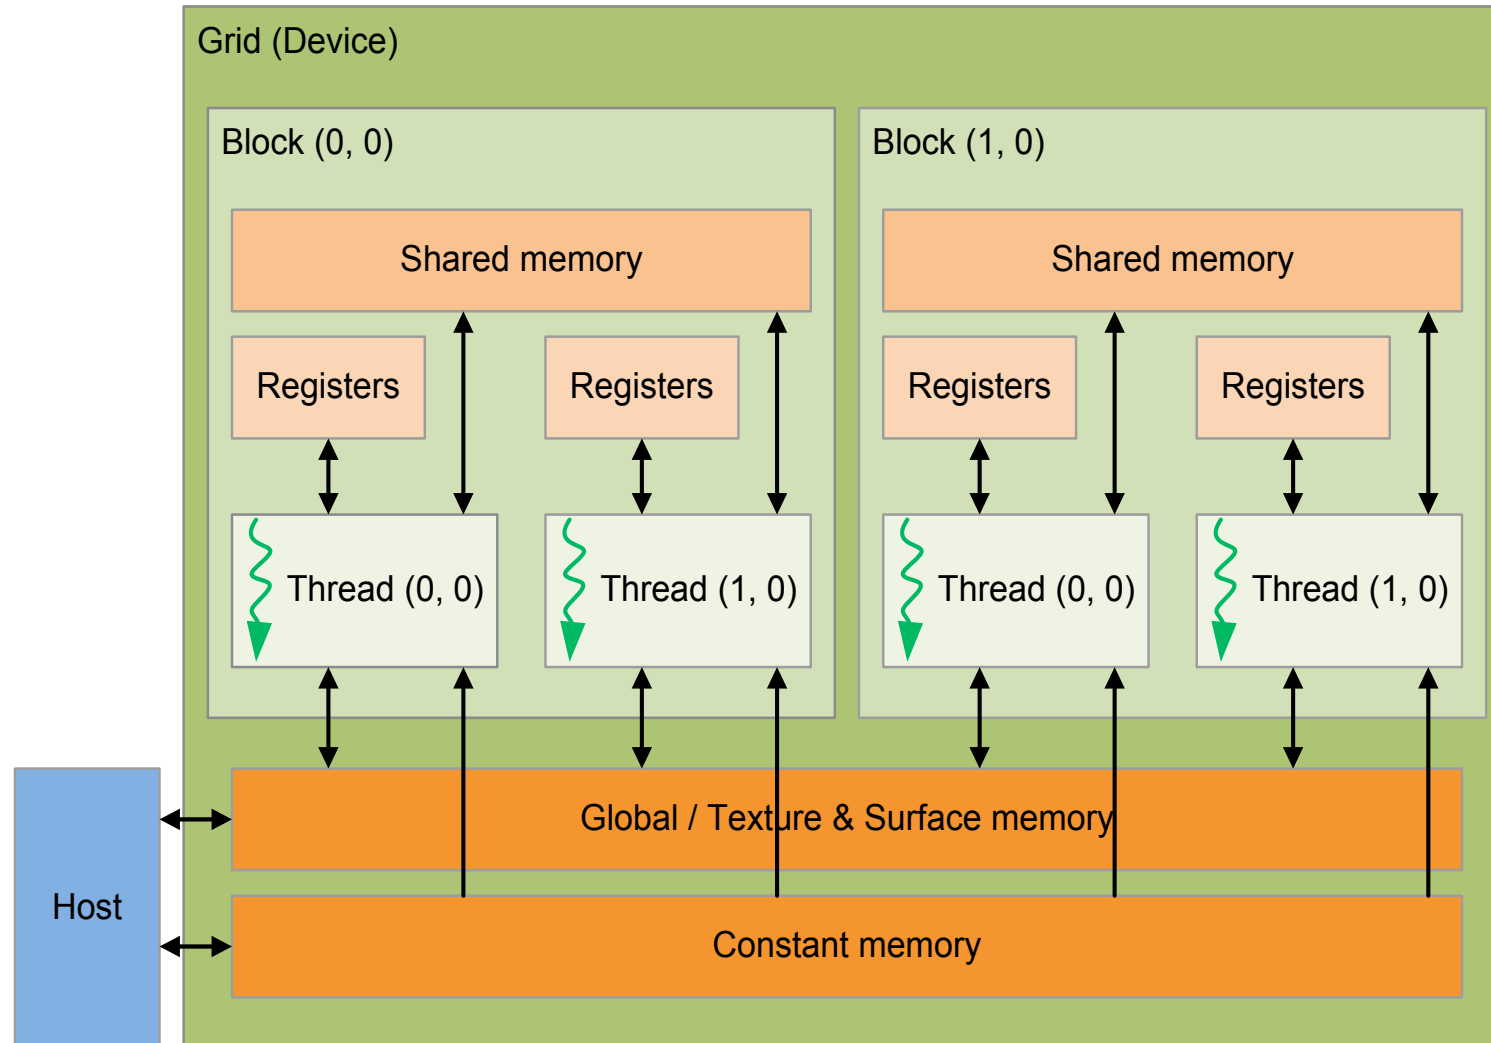 Grid (Device)
Block (0, 0)
Block (1, 0)
Shared memory
Shared memory
Registers
Registers
Registers
Registers
Thread (0, 0)
Thread (1, 0)
Thread (0, 0)
Thread (1, 0)
Global / Texture & Surface memory
Host
Constant memory